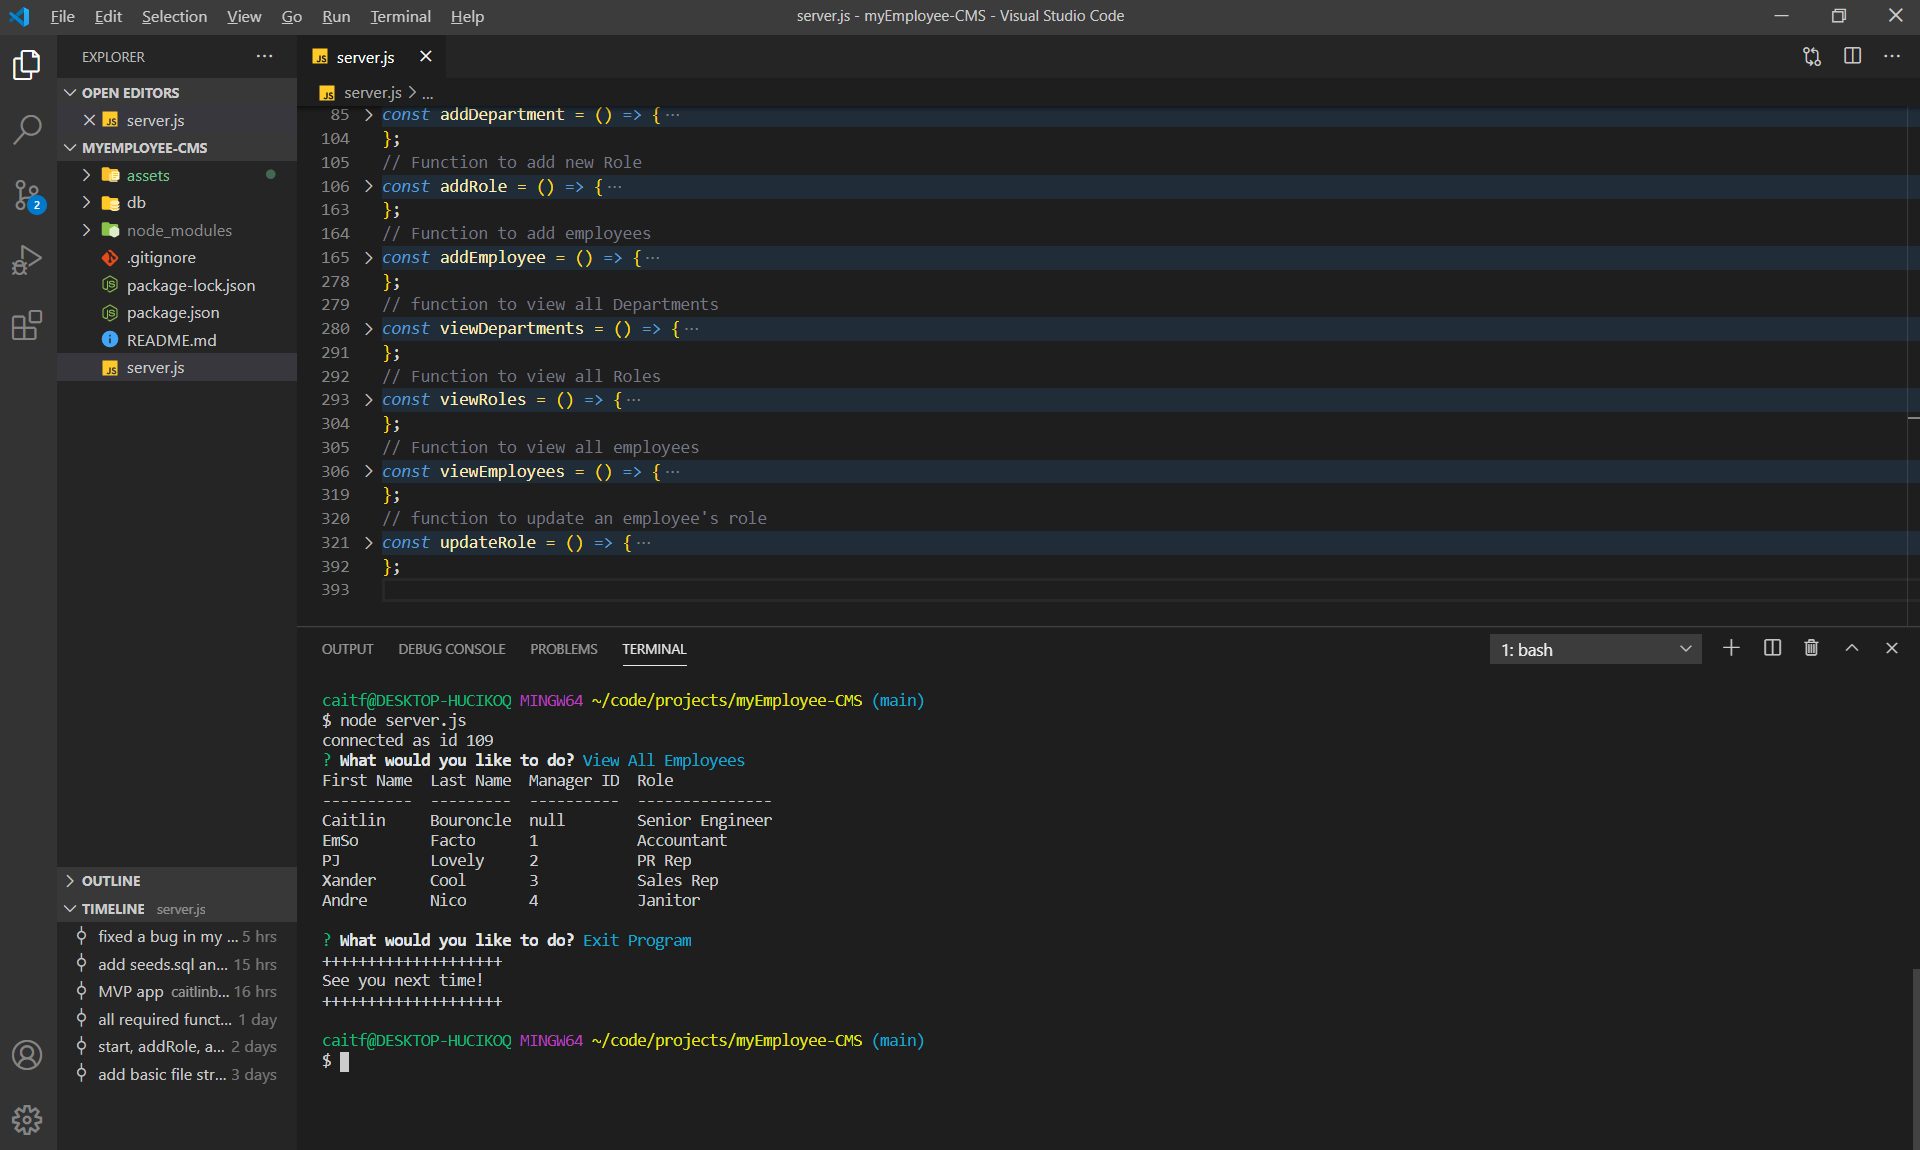 File Edit Selection View Go Run Terminal Help
server.js - myEmployee-CMS - Visual Studio Code
EXPLORER
OPEN EDITORS
server.js
MYEMPLOYEE-CMS
assets
db
node_modules
.gitignore
package-lock.json
package.json
README.md
server.js
2
OUTLINE
TIMELINE server.js
fixed a bug in my ... 5 hrs
add seeds.sql an... 15 hrs
MVP app caitlinb... 16 hrs
all required funct... 1 day
start, addRole, a... 2 days
add basic file str... 3 days
server.js
server.js > ...
85 const addDepartment = () => { ...
104 };
105 // Function to add new Role
106 const addRole = () => { ...
163 };
164 // Function to add employees
165 const addEmployee = () => { ...
278 };
279 // function to view all Departments
280 const viewDepartments = () => { ...
291 };
292 // Function to view all Roles
293 const viewRoles = () => { ...
304 };
305 // Function to view all employees
306 const viewEmployees = () => { ...
319 };
320 // function to update an employee's role
321 const updateRole = () => { ...
392 };
393
OUTPUT DEBUG CONSOLE PROBLEMS TERMINAL
1: bash
caitf@DESKTOP-HUCIKOQ MINGW64 ~/code/projects/myEmployee-CMS (main)
$ node server.js
connected as id 109
? What would you like to do? View All Employees
First Name  Last Name  Manager ID  Role
----------  ---------  ----------  ---------------
Caitlin     Bouroncle  null        Senior Engineer
EmSo        Facto      1           Accountant
PJ          Lovely     2           PR Rep
Xander      Cool       3           Sales Rep
Andre       Nico       4           Janitor
? What would you like to do? Exit Program
++++++++++++++++++++
See you next time!
++++++++++++++++++++
caitf@DESKTOP-HUCIKOQ MINGW64 ~/code/projects/myEmployee-CMS (main)
$